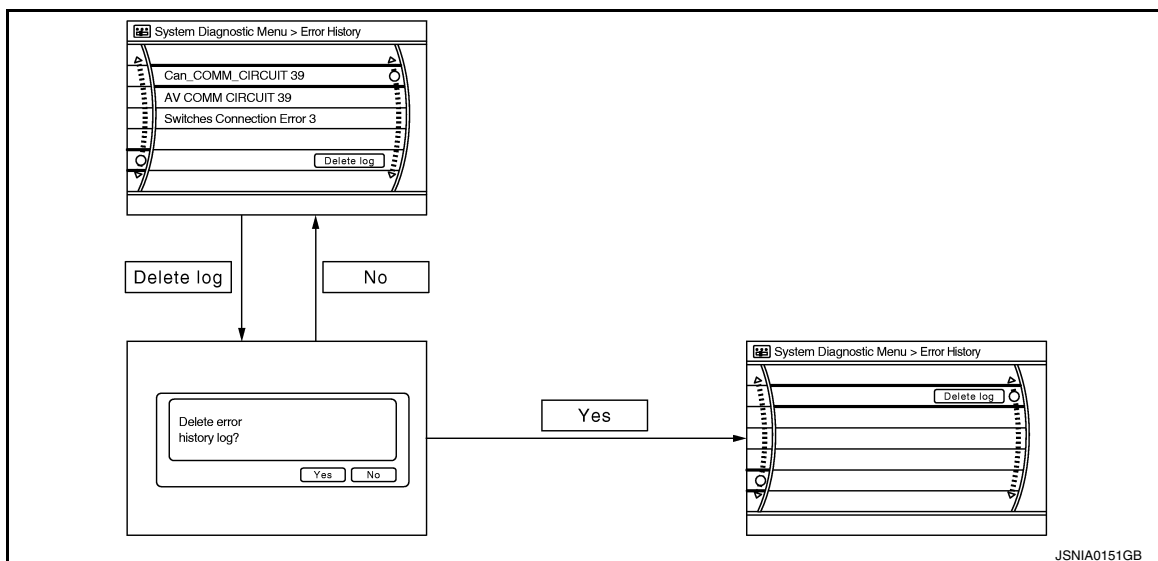 System Diagnostic Menu > Error History
Can_COMM_CIRCUIT 39
AV COMM CIRCUIT 39
Switches Connection Error 3
Delete log
Delete log
No
Delete error
history log?
Yes
No
Yes
System Diagnostic Menu > Error History
Delete log
JSNIA0151GB